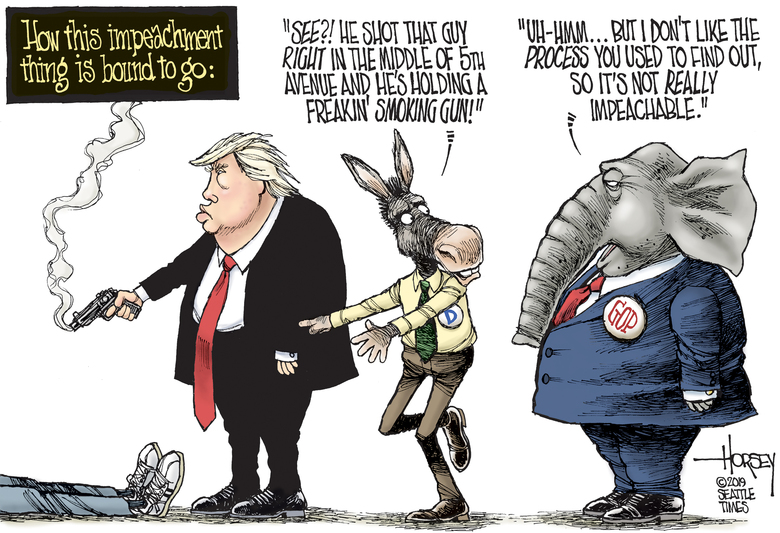 How this impeachment
thing is bound to go:
"SEE?! HE SHOT THAT GUY
RIGHT IN THE MIDDLE OF 5TH
AVENUE AND HE'S HOLDING A
FREAKIN' SMOKING GUN!"
"UH-HMM... BUT I DON'T LIKE THE
PROCESS YOU USED TO FIND OUT,
SO IT'S NOT REALLY
IMPEACHABLE."
D
GOP
HORSEY
©2019
SEATTLE
TIMES